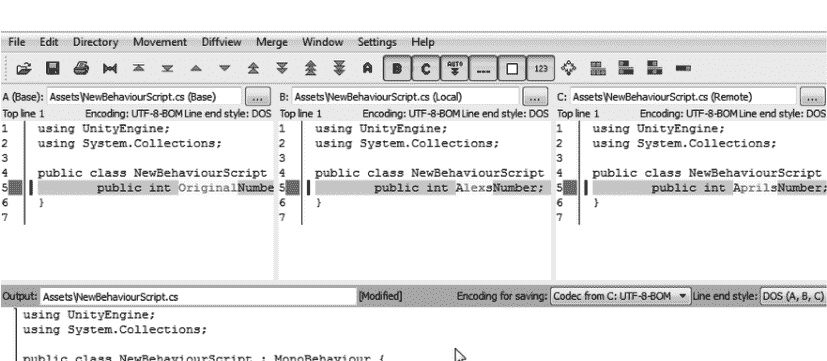 File Edit Directory Movement Diffview Merge Window Settings Help
A B C AUTO 123
A (Base): Assets\NewBehaviourScript.cs (Base) ... B: Assets\NewBehaviourScript.cs (Local) ... C: Assets\NewBehaviourScript.cs (Remote) ...
Top line 1 Encoding: UTF-8-BOM Line end style: DOS Top line 1 Encoding: UTF-8-BOM Line end style: DOS Top line 1 Encoding: UTF-8-BOM Line end style: DOS
1 using UnityEngine; 1 using UnityEngine; 1 using UnityEngine;
2 using System.Collections; 2 using System.Collections; 2 using System.Collections;
3 3 3
4 public class NewBehaviourScript 4 public class NewBehaviourScript 4 public class NewBehaviourScript
5 public int OriginalNumbe 5 public int AlexsNumber; 5 public int AprilsNumber;
6 } 6 } 6 }
7 7 7
Output: Assets\NewBehaviourScript.cs [Modified] Encoding for saving: Codec from C: UTF-8-BOM Line end style: DOS (A, B, C)
using UnityEngine;
using System.Collections;
public class NewBehaviourScript : MonoBehaviour {